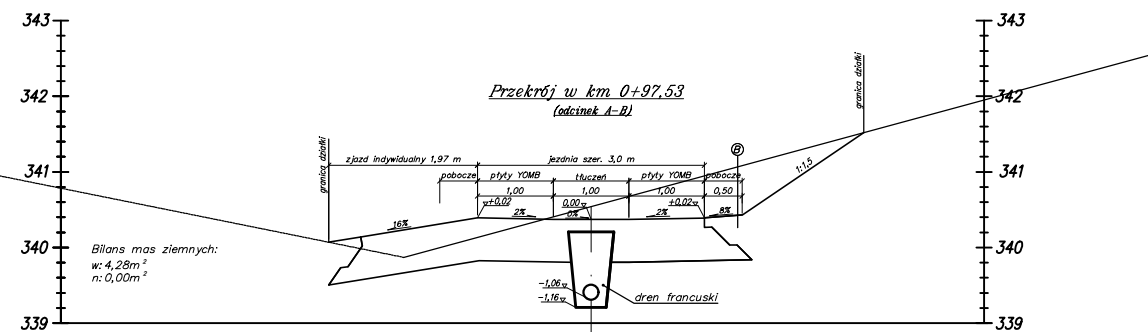 343
343
342
342
341
341
340
340
339
339
Przekrój w km 0+97,53
(odcinek A-B)
granica działki
granica działki
B
zjazd indywidualny 1,97 m
jezdnia szer. 3,0 m
1:1,5
pobocze
płyty YOMB
tłuczeń
płyty YOMB
pobocze
1,00
1,00
1,00
0,50
+0,02
0,00
+0,02
16%
2%
0%
2%
8%
Bilans mas ziemnych:
w: 4,28m²
n: 0,00m²
-1,06
-1,16
dren francuski